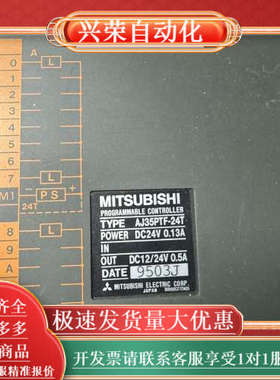 兴荣自动化
0
A
L
1
2
3
4
5
6
7
L
M1
P S
+
24T
8
9
A
L
MITSUBISHI
PROGRAMMABLE CONTROLLER
TYPE AJ35PTF-24T
POWER DC24V 0.13A
IN
OUT DC12/24V 0.5A
DATE 9503J
MITSUBISHI ELECTRIC CORP
JAPAN
极速发货量大优惠
商品
开发票请联系客服享受1对1服